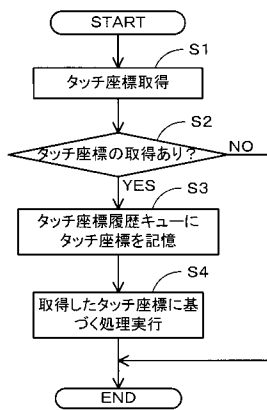 START
S1
タッチ座標取得
S2
タッチ座標の取得あり?
NO
YES
S3
タッチ座標履歴キューに
タッチ座標を記憶
S4
取得したタッチ座標に基
づく処理実行
END